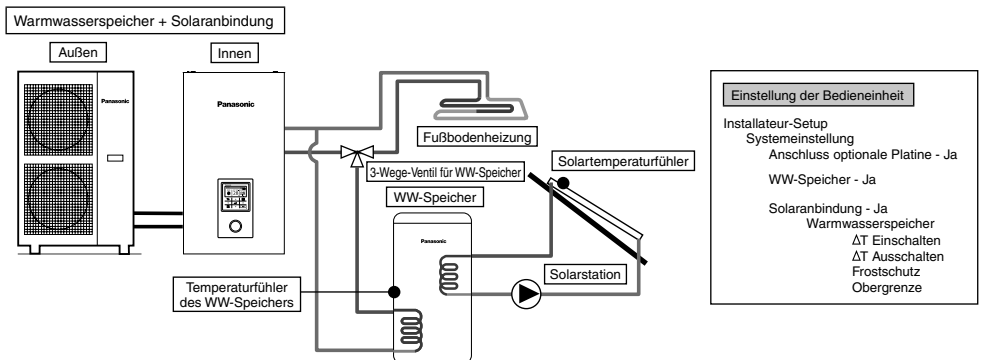 Warmwasserspeicher + Solaranbindung
Außen
Innen
Panasonic
Panasonic
Fußbodenheizung
3-Wege-Ventil für WW-Speicher
Solartemperaturfühler
WW-Speicher
Panasonic
Temperaturfühler
des WW-Speichers
Solarstation
Einstellung der Bedieneinheit
Installateur-Setup
Systemeinstellung
Anschluss optionale Platine - Ja
WW-Speicher - Ja
Solaranbindung - Ja
Warmwasserspeicher
ΔT Einschalten
ΔT Ausschalten
Frostschutz
Obergrenze